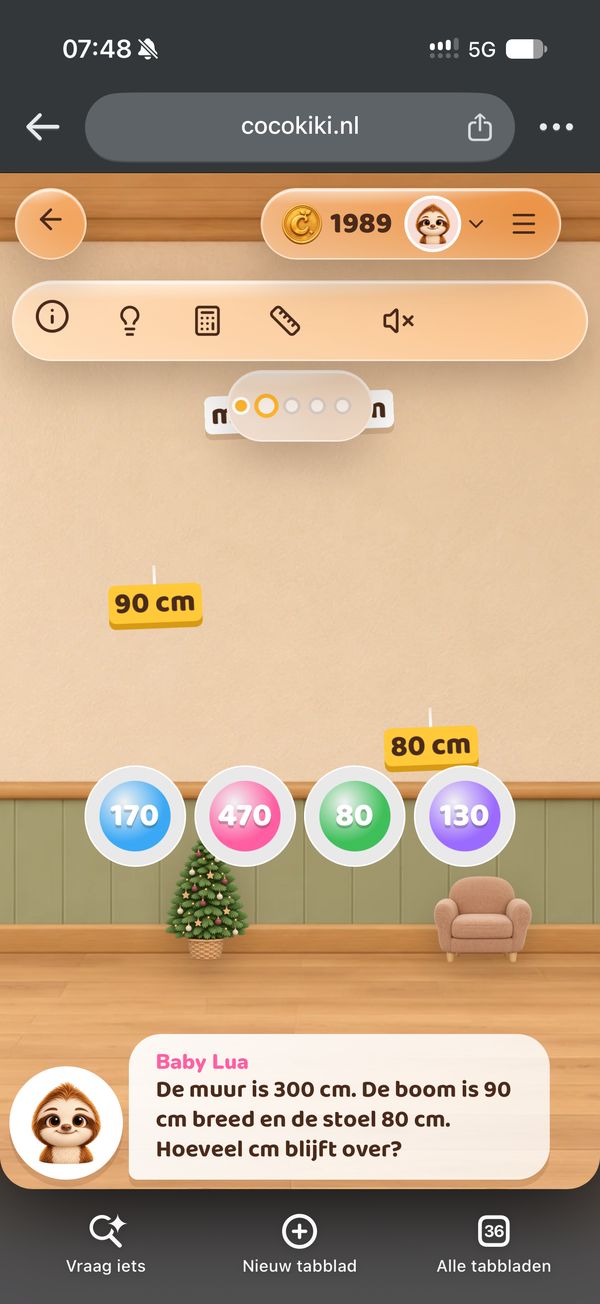 07:48
5G
cocokiki.nl
1989
90 cm
80 cm
170
470
80
130
Baby Lua
De muur is 300 cm. De boom is 90
cm breed en de stoel 80 cm.
Hoeveel cm blijft over?
36
Vraag iets
Nieuw tabblad
Alle tabbladen